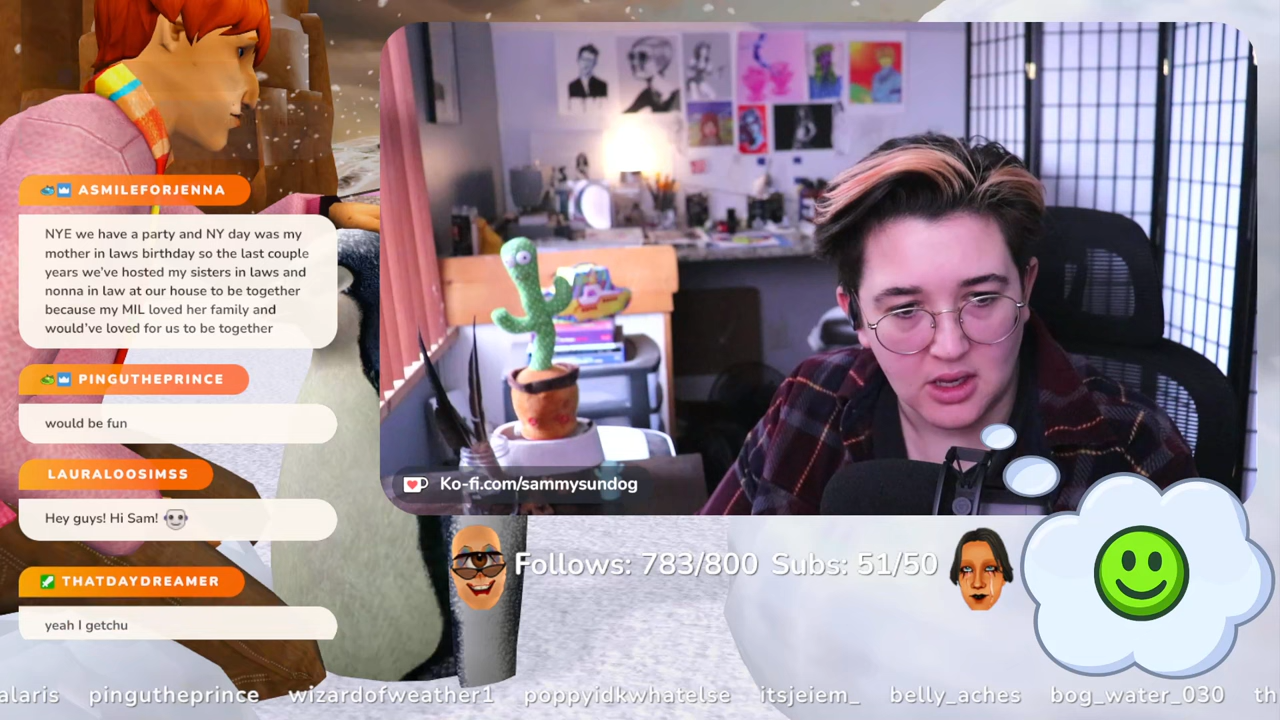 ASMILEFORJENNA
NYE we have a party and NY day was my
mother in laws birthday so the last couple
years we've hosted my sisters in laws and
nonna in law at our house to be together
because my MIL loved her family and
would've loved for us to be together
PINGUTHEPRINCE
would be fun
LAURALOOSIMSS
Hey guys! Hi Sam!
THATDAYDREAMER
yeah I getchu
Ko-fi.com/sammysundog
Follows: 783/800 Subs: 51/50
alaris pingutheprince wizardofweather1 poppyidkwhatelse itsjeiem_ belly_aches bog_water_030 th